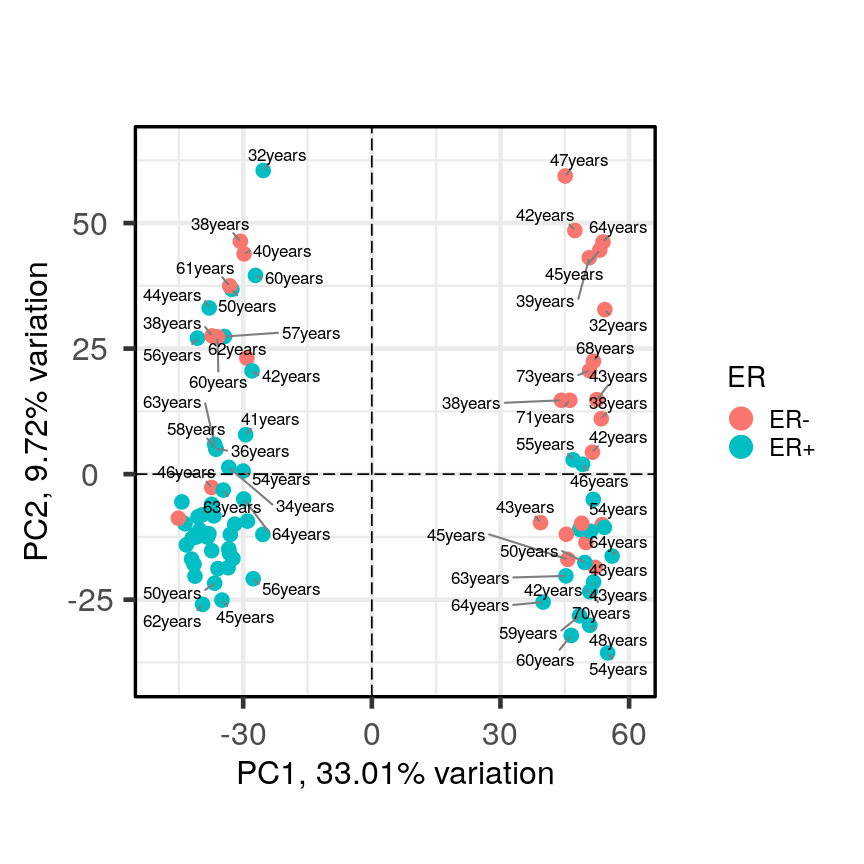 32years
47years
38years
42years
64years
40years
61years
60years
45years
44years
50years
39years
38years
57years
32years
56years
62years
68years
60years
42years
73years
43years
63years
38years
38years
41years
71years
58years
36years
55years
42years
46years
54years
46years
63years
34years
43years
54years
64years
45years
64years
50years
50years
56years
63years
43years
42years
43years
62years
45years
64years
70years
59years
48years
60years
54years
50
25
0
-25
-30
0
30
60
PC1, 33.01% variation
PC2, 9.72% variation
ER
ER-
ER+